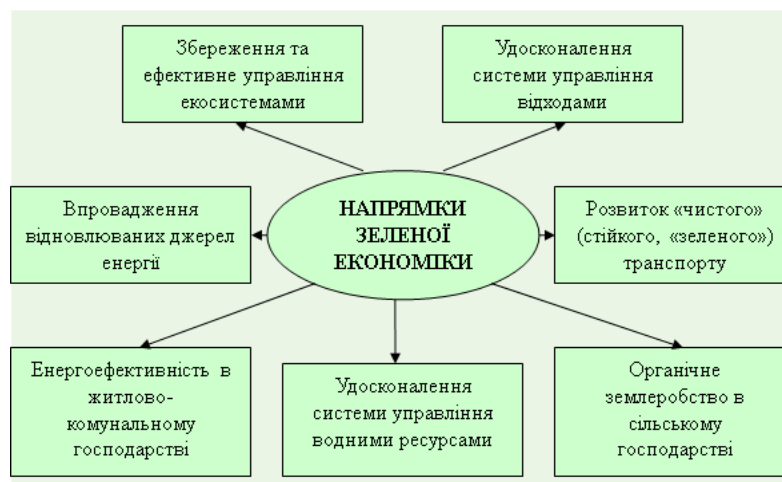 Збереження та
ефективне управління
екосистемами
Удосконалення
системи управління
відходами
Впровадження
відновлюваних джерел
енергії
НАПРЯМКИ
ЗЕЛЕНОЇ
ЕКОНОМІКИ
Розвиток «чистого»
(стійкого, «зеленого»)
транспорту
Енергоефективність в
житлово-
комунальному
господарстві
Удосконалення
системи управління
водними ресурсами
Органічне
землеробство в
сільському
господарстві